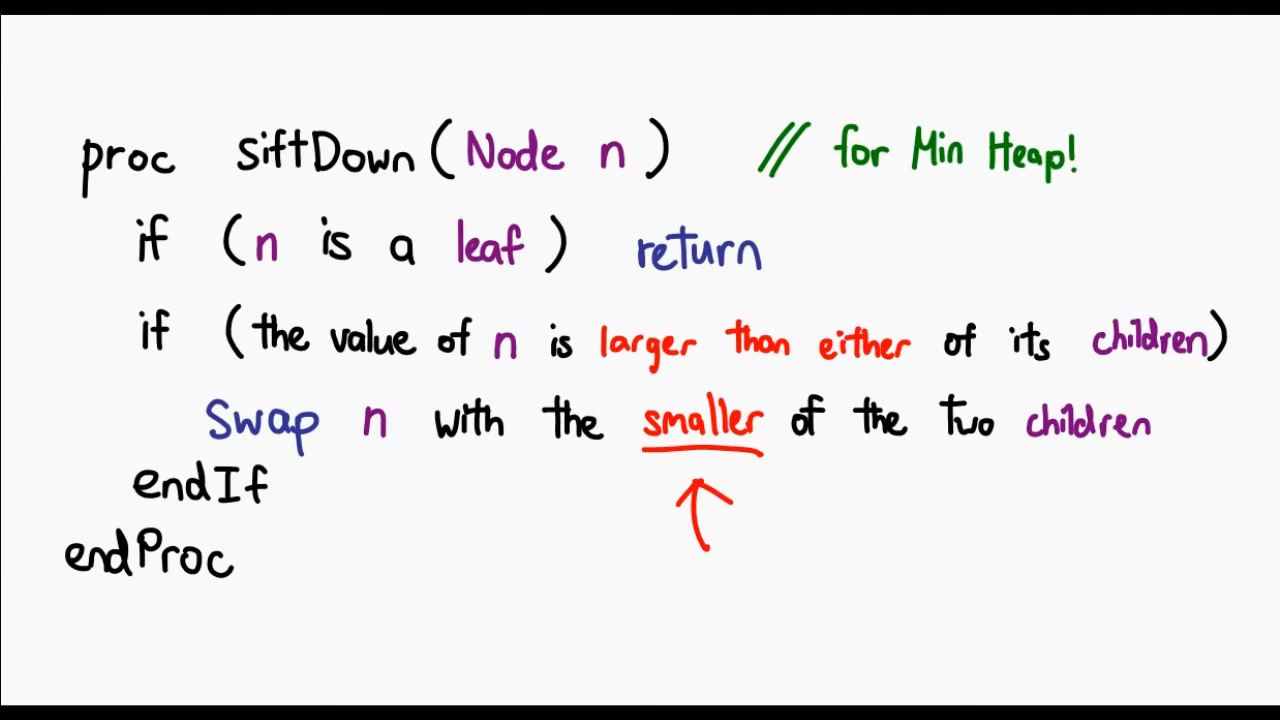 proc siftDown (Node n) // for Min Heap!
if (n is a leaf) return
if (the value of n is larger than either of its children)
Swap n with the smaller of the two children
endIf
endProc